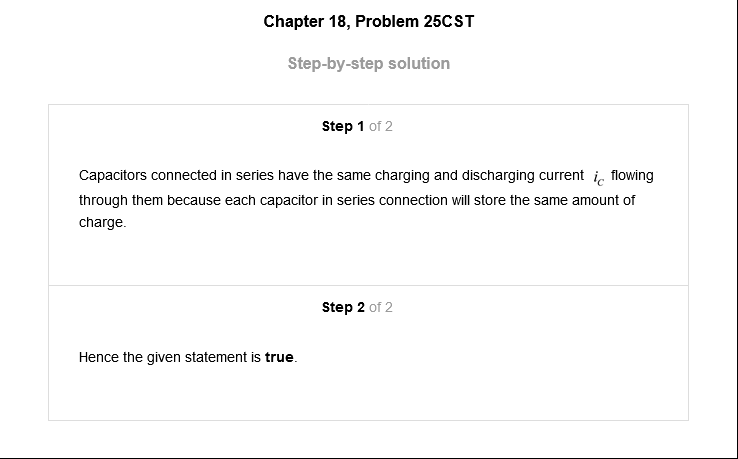 Chapter 18, Problem 25CST
Step-by-step solution
Step 1 of 2
Capacitors connected in series have the same charging and discharging current i_c flowing
through them because each capacitor in series connection will store the same amount of
charge.
Step 2 of 2
Hence the given statement is true.